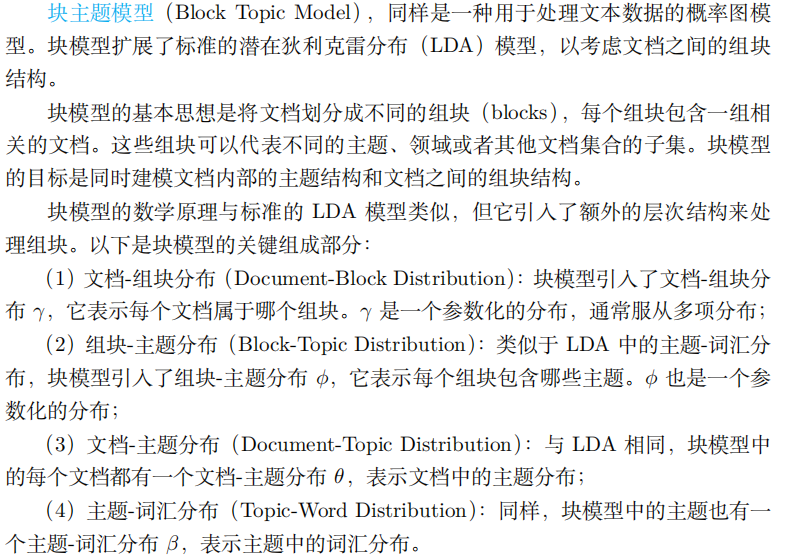 块主题模型（Block Topic Model），同样是一种用于处理文本数据的概率图模
型。块模型扩展了标准的潜在狄利克雷分布（LDA）模型，以考虑文档之间的组块
结构。
块模型的基本思想是将文档划分成不同的组块（blocks），每个组块包含一组相
关的文档。这些组块可以代表不同的主题、领域或者其他文档集合的子集。块模型
的目标是同时建模文档内部的主题结构和文档之间的组块结构。
块模型的数学原理与标准的 LDA 模型类似，但它引入了额外的层次结构来处
理组块。以下是块模型的关键组成部分：
（1）文档-组块分布（Document-Block Distribution）：块模型引入了文档-组块分
布 γ，它表示每个文档属于哪个组块。γ 是一个参数化的分布，通常服从多项分布；
（2）组块-主题分布（Block-Topic Distribution）：类似于 LDA 中的主题-词汇分
布，块模型引入了组块-主题分布 ϕ，它表示每个组块包含哪些主题。ϕ 也是一个参
数化的分布；
（3）文档-主题分布（Document-Topic Distribution）：与 LDA 相同，块模型中
的每个文档都有一个文档-主题分布 θ，表示文档中的主题分布；
（4）主题-词汇分布（Topic-Word Distribution）：同样，块模型中的主题也有一
个主题-词汇分布 β，表示主题中的词汇分布。